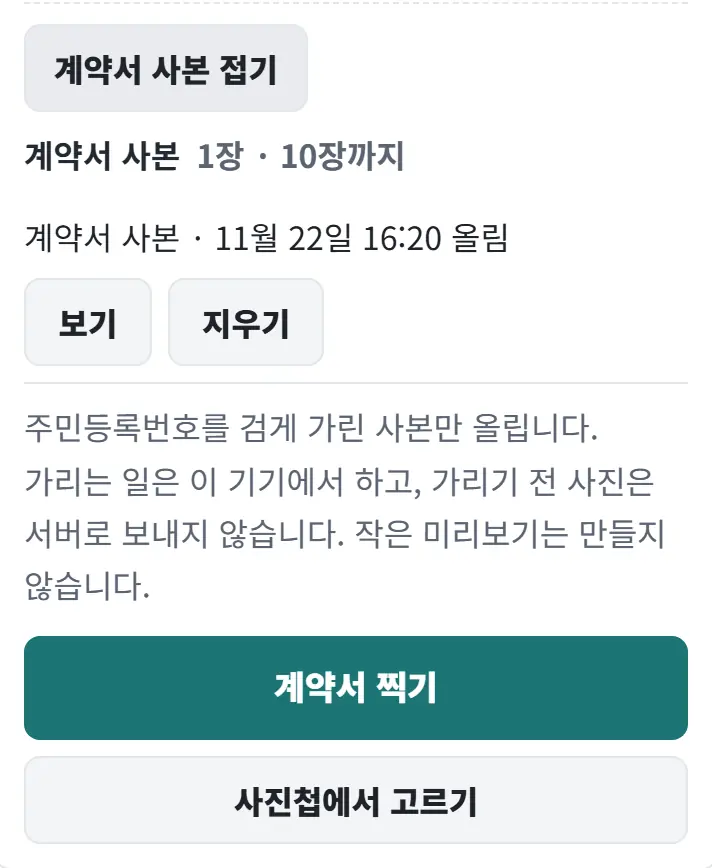 계약서 사본 접기
계약서 사본 1장 · 10장까지
계약서 사본 · 11월 22일 16:20 올림
보기
지우기
주민등록번호를 검게 가린 사본만 올립니다.
가리는 일은 이 기기에서 하고, 가리기 전 사진은
서버로 보내지 않습니다. 작은 미리보기는 만들지
않습니다.
계약서 찍기
사진첩에서 고르기